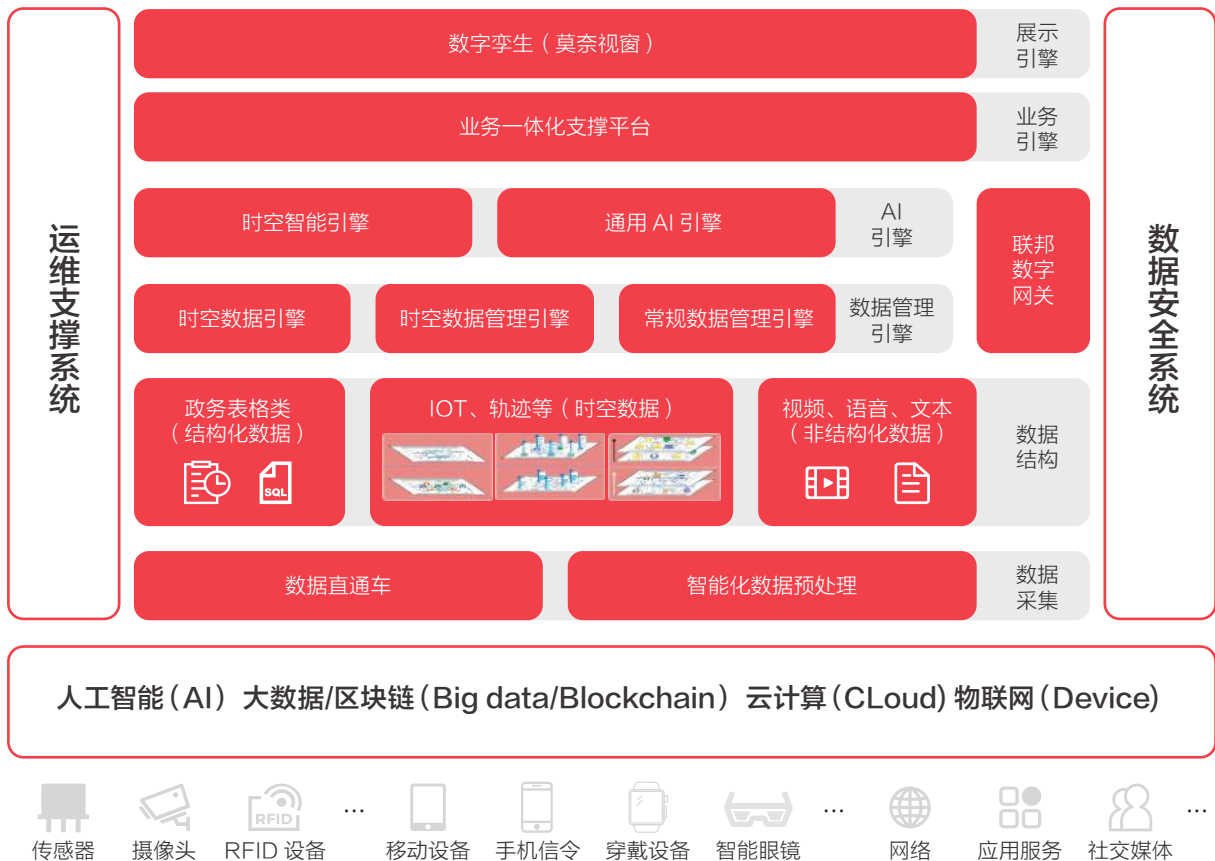 数字孪生（莫奈视窗）
展示
引擎
业务一体化支撑平台
业务
引擎
运维支撑系统
时空智能引擎
通用 AI 引擎
AI
引擎
联邦
数字
网关
数据安全系统
时空数据引擎
时空数据管理引擎
常规数据管理引擎
数据管理
引擎
政务表格类
（结构化数据）
SQL
IOT、轨迹等（时空数据）
视频、语音、文本
（非结构化数据）
数据
结构
数据直通车
智能化数据预处理
数据
采集
人工智能（AI） 大数据/区块链（Big data/Blockchain） 云计算（CLoud) 物联网（Device)
RFID
传感器
摄像头
RFID 设备
…
移动设备
手机信令
穿戴设备
智能眼镜
…
网络
应用服务
社交媒体
…